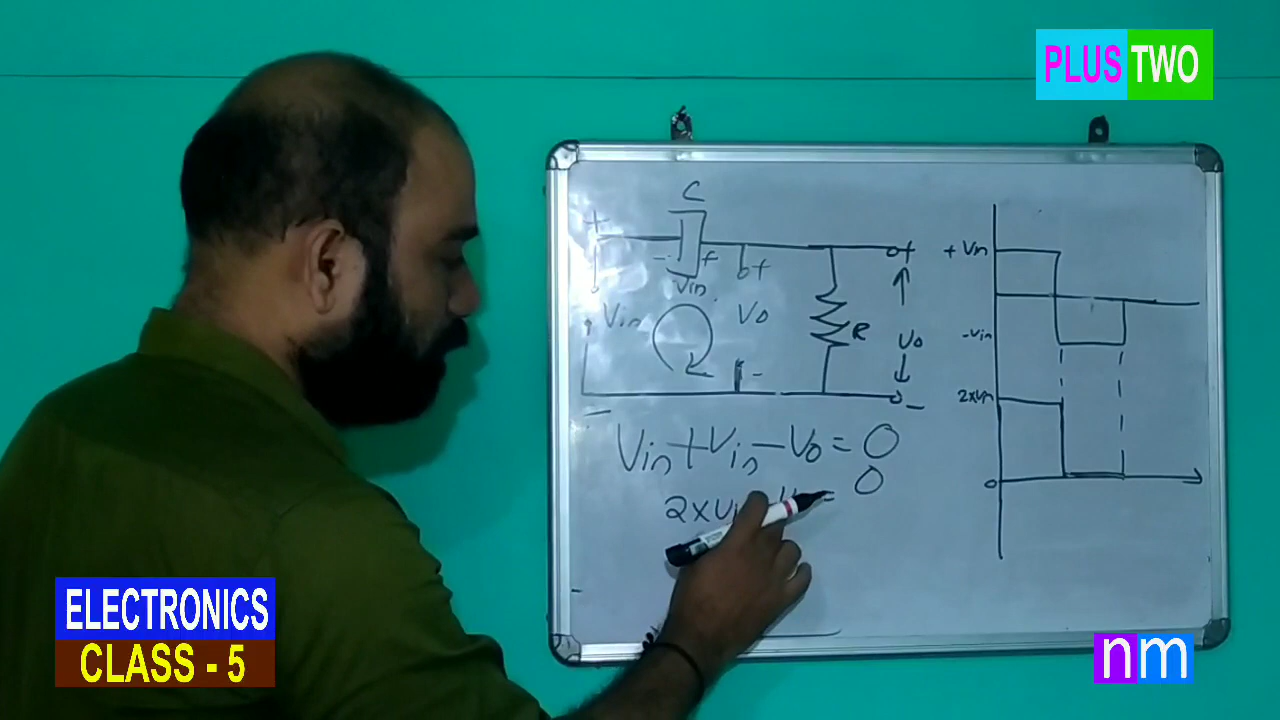 PLUS TWO
C
+
- +
Vin
o+
+Vin
Vin
Vo
R
Vo
-Vin
2xVin
-
-
-
Vin+Vin-Vo=0
2xV = 0
0
ELECTRONICS
CLASS - 5
nm